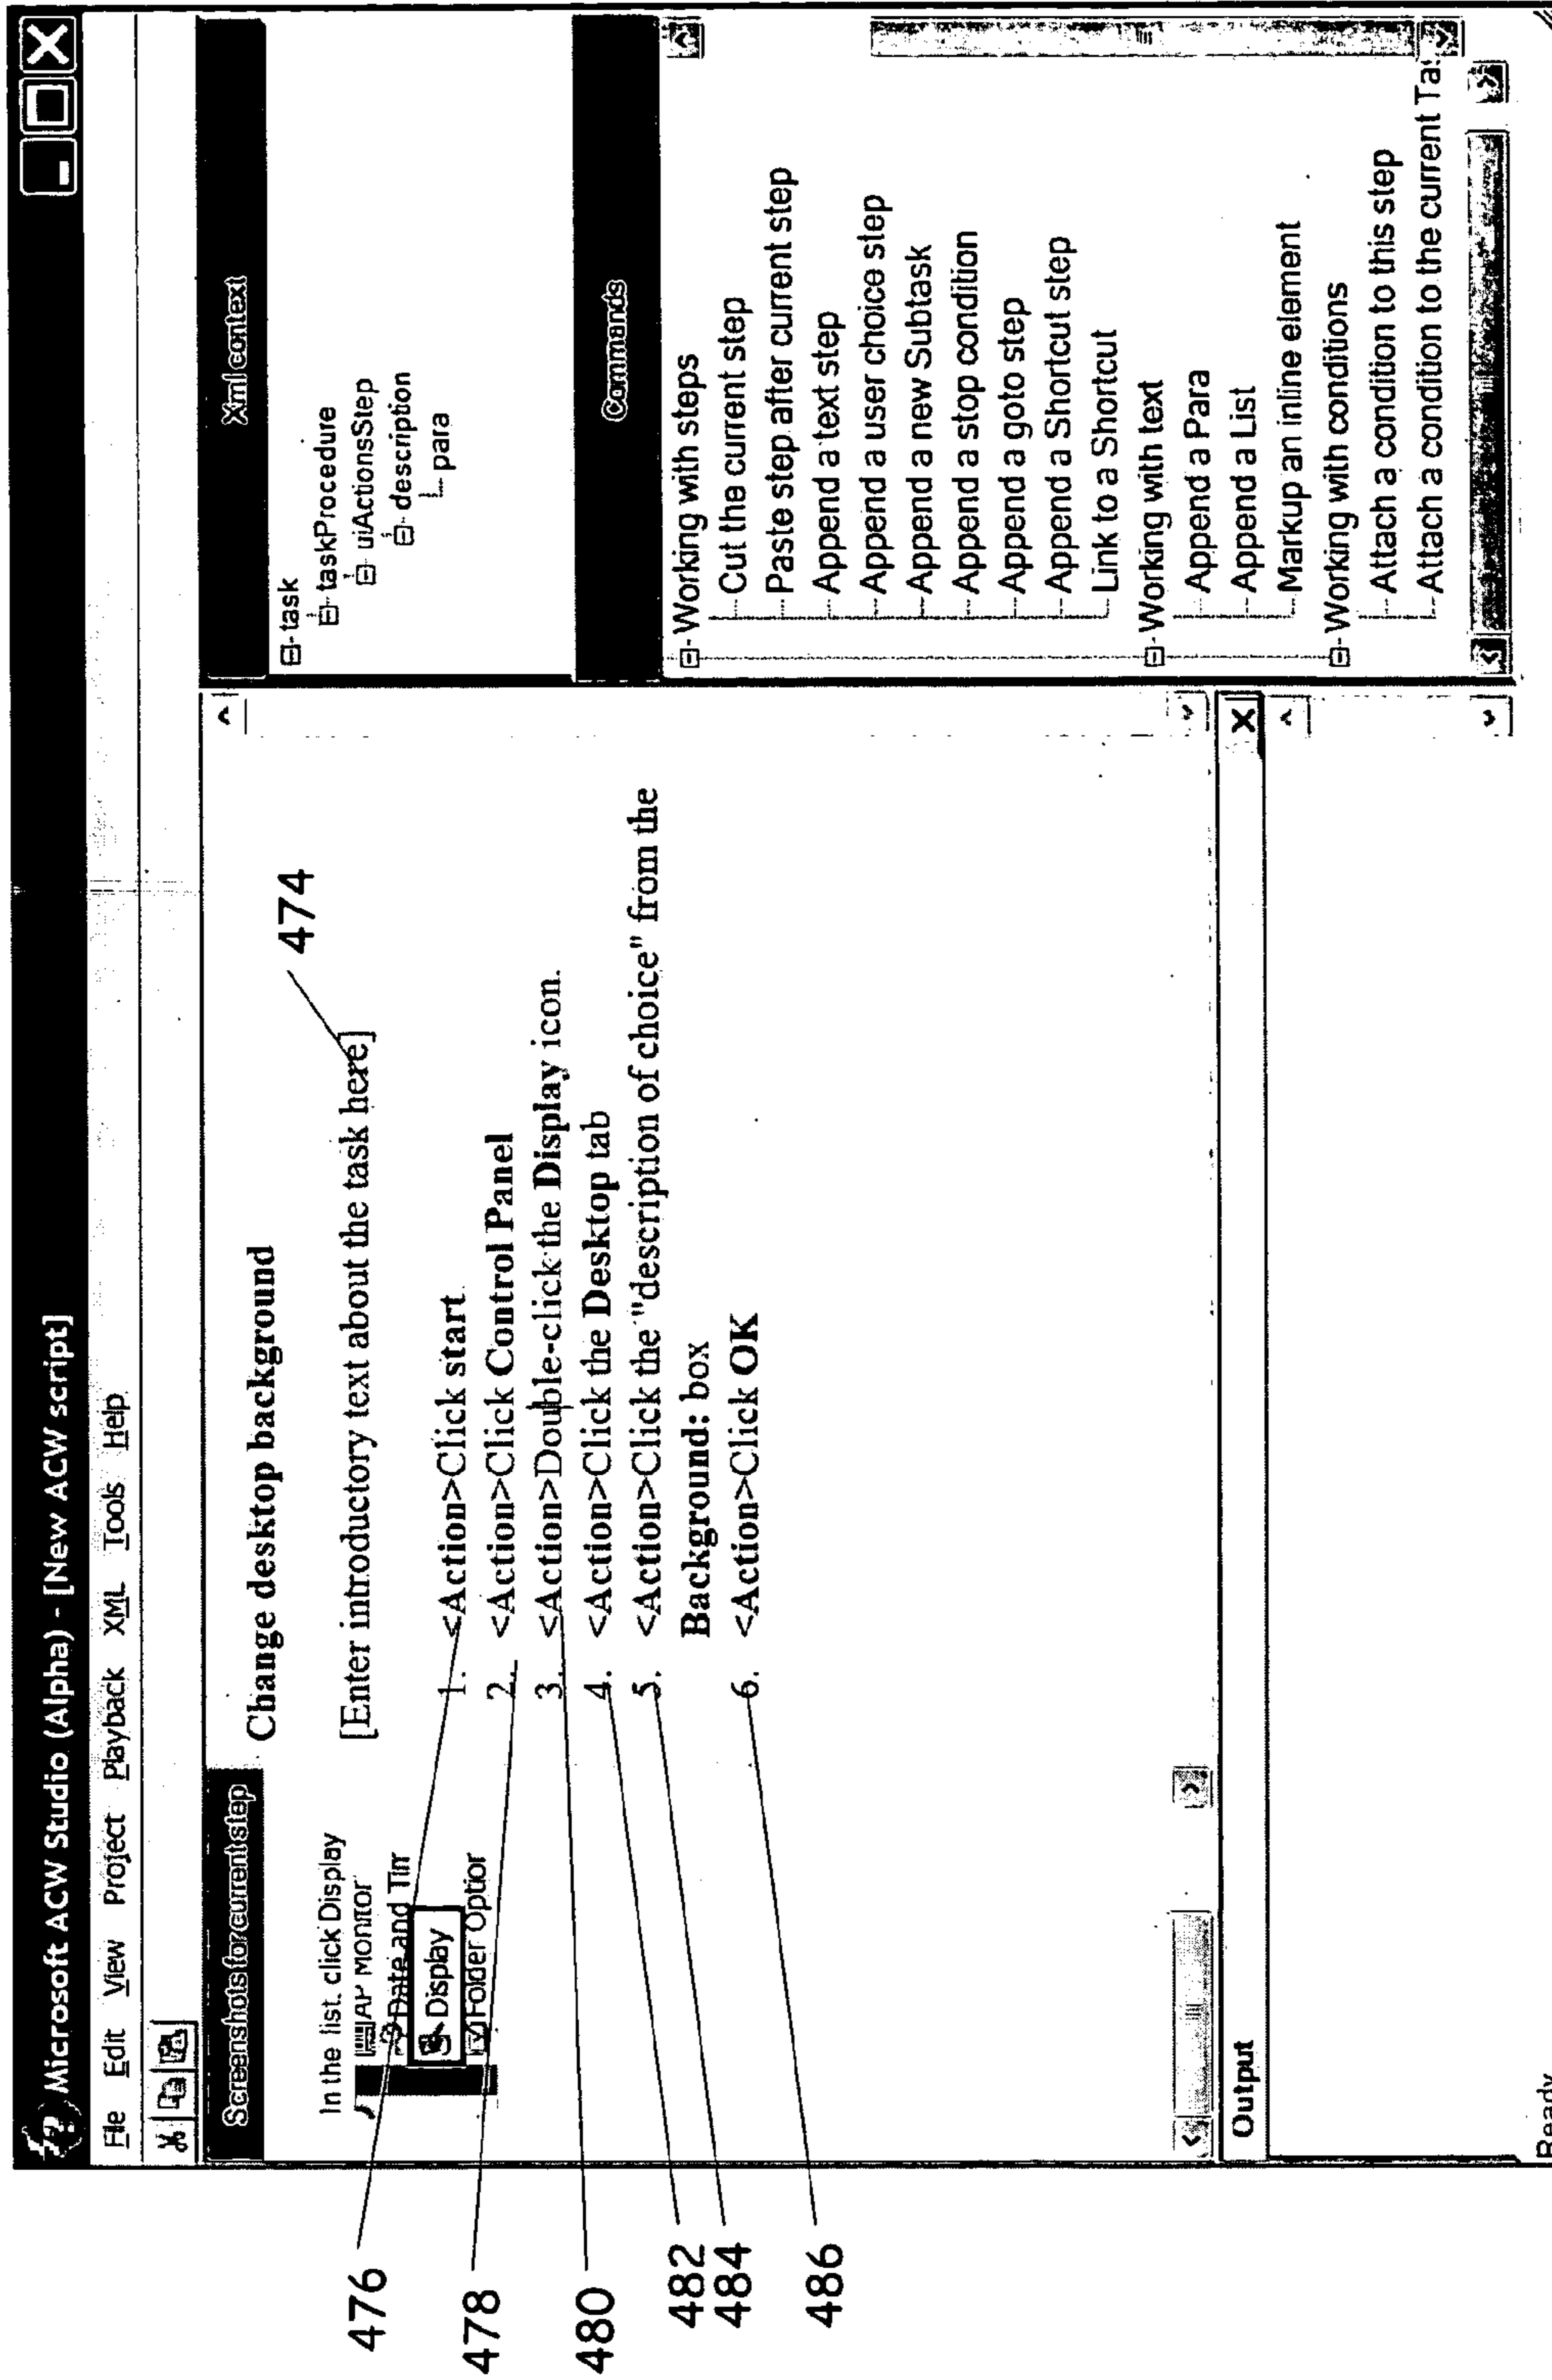 Microsoft ACW Studio (Alpha) - [New ACW script]
File Edit View Project Playback XML Tools Help
Screenshots for current step
In the list, click Display
AP Monitor
Date and Tim
Display
Folder Option
Change desktop background
[Enter introductory text about the task here]
1. <Action>Click start
2. <Action>Click Control Panel
3. <Action>Double-click the Display icon.
4. <Action>Click the Desktop tab
5. <Action>Click the "description of choice" from the
Background: box
6. <Action>Click OK
474
476
478
480
482
484
486
Xml context
task
taskProcedure
uiActionsStep
description
para
Commands
Working with steps
Cut the current step
Paste step after current step
Append a text step
Append a user choice step
Append a new Subtask
Append a stop condition
Append a goto step
Append a Shortcut step
Link to a Shortcut
Working with text
Append a Para
Append a List
Markup an inline element
Working with conditions
Attach a condition to this step
Attach a condition to the current Tas
Output
Ready